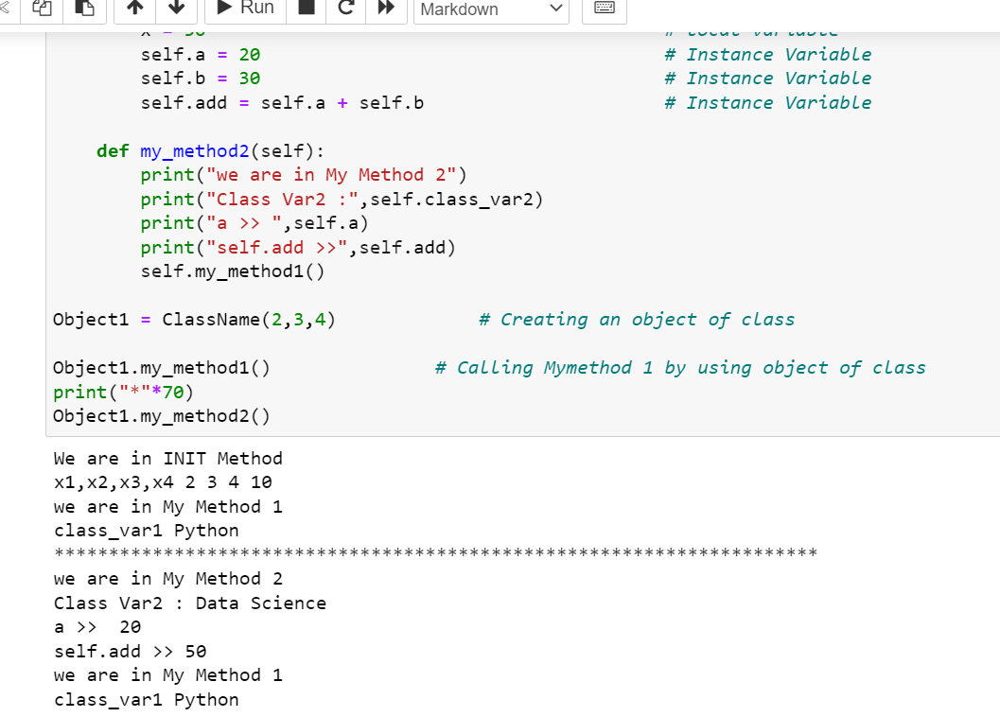 Run
Markdown
self.a = 20 # Instance Variable
self.b = 30 # Instance Variable
self.add = self.a + self.b # Instance Variable
def my_method2(self):
print("we are in My Method 2")
print("Class Var2 :",self.class_var2)
print("a >> ",self.a)
print("self.add >>",self.add)
self.my_method1()
Object1 = ClassName(2,3,4) # Creating an object of class
Object1.my_method1() # Calling Mymethod 1 by using object of class
print("*"*70)
Object1.my_method2()
We are in INIT Method
x1,x2,x3,x4 2 3 4 10
we are in My Method 1
class_var1 Python
**********************************************************************
we are in My Method 2
Class Var2 : Data Science
a >>  20
self.add >> 50
we are in My Method 1
class_var1 Python